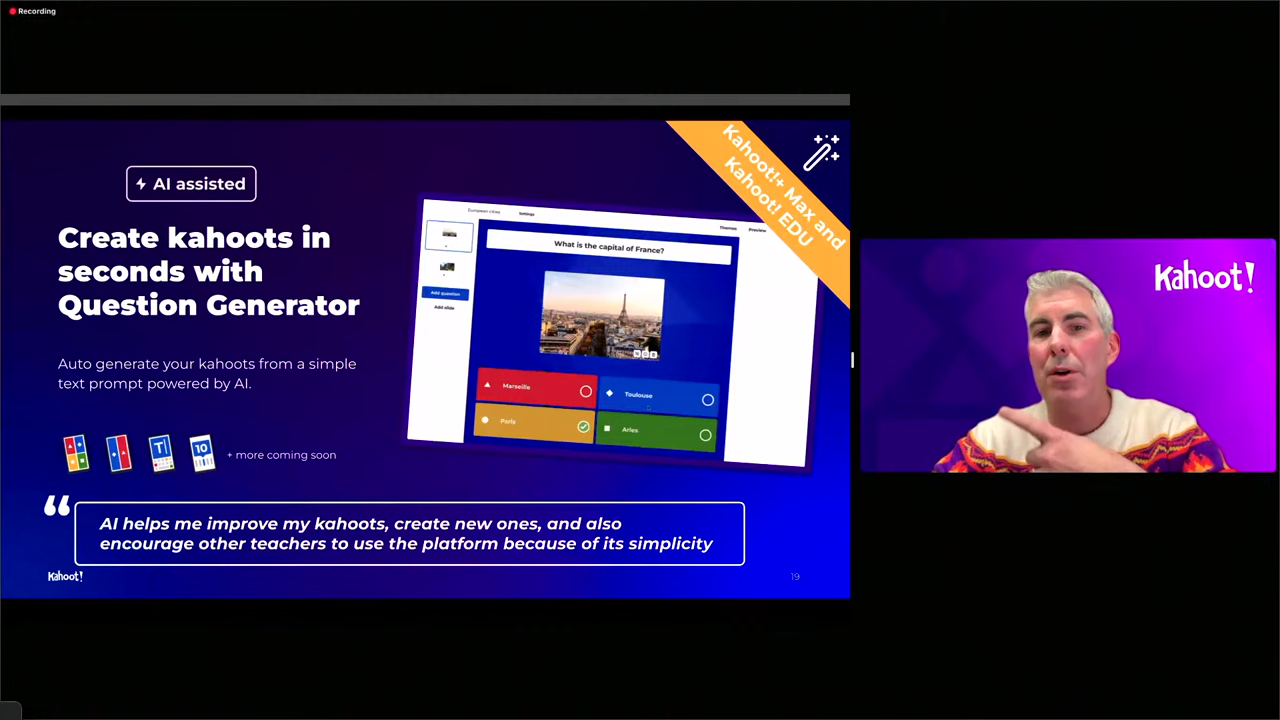 Recording
AI assisted
Create kahoots in
seconds with
Question Generator
Auto generate your kahoots from a simple
text prompt powered by AI.
+ more coming soon
Kahoot!+ Max and
Kahoot! EDU
European cities
Settings
Themes
Preview
What is the capital of France?
Add question
Add slide
Marseille
Toulouse
Paris
Arles
T
10
“
AI helps me improve my kahoots, create new ones, and also
encourage other teachers to use the platform because of its simplicity
Kahoot!
19
Kahoot!